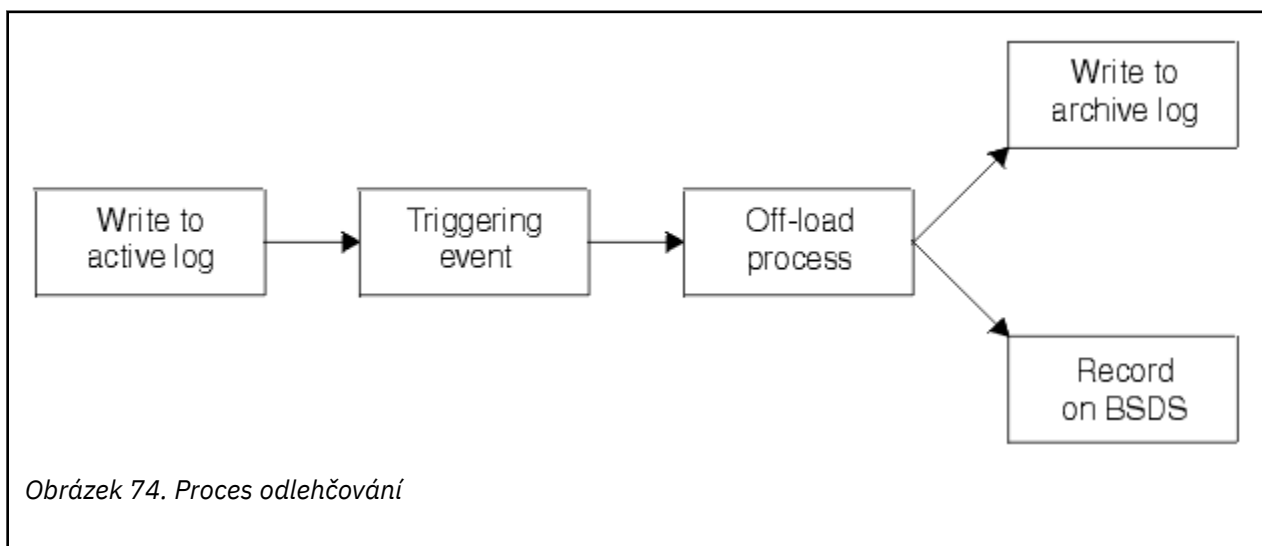 Write to
active log
Triggering
event
Off-load
process
Write to
archive log
Record
on BSDS
Obrázek 74. Proces odlehčování